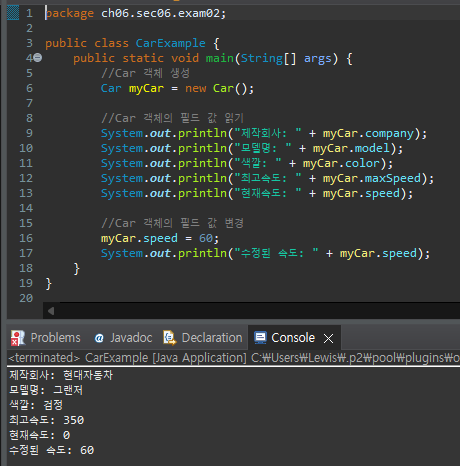 1 package ch06.sec06.exam02;
2
3 public class CarExample {
4 public static void main(String[] args) {
5 //Car 객체 생성
6 Car myCar = new Car();
7
8 //Car 객체의 필드 값 읽기
9 System.out.println("제작회사: " + myCar.company);
10 System.out.println("모델명: " + myCar.model);
11 System.out.println("색깔: " + myCar.color);
12 System.out.println("최고속도: " + myCar.maxSpeed);
13 System.out.println("현재속도: " + myCar.speed);
14
15 //Car 객체의 필드 값 변경
16 myCar.speed = 60;
17 System.out.println("수정된 속도: " + myCar.speed);
18 }
19 }
20
Problems @ Javadoc Declaration Console
<terminated> CarExample [Java Application] C:₩Users₩Lewis₩.p2₩pool₩plugins₩o
제작회사: 현대자동차
모델명: 그랜저
색깔: 검정
최고속도: 350
현재속도: 0
수정된 속도: 60